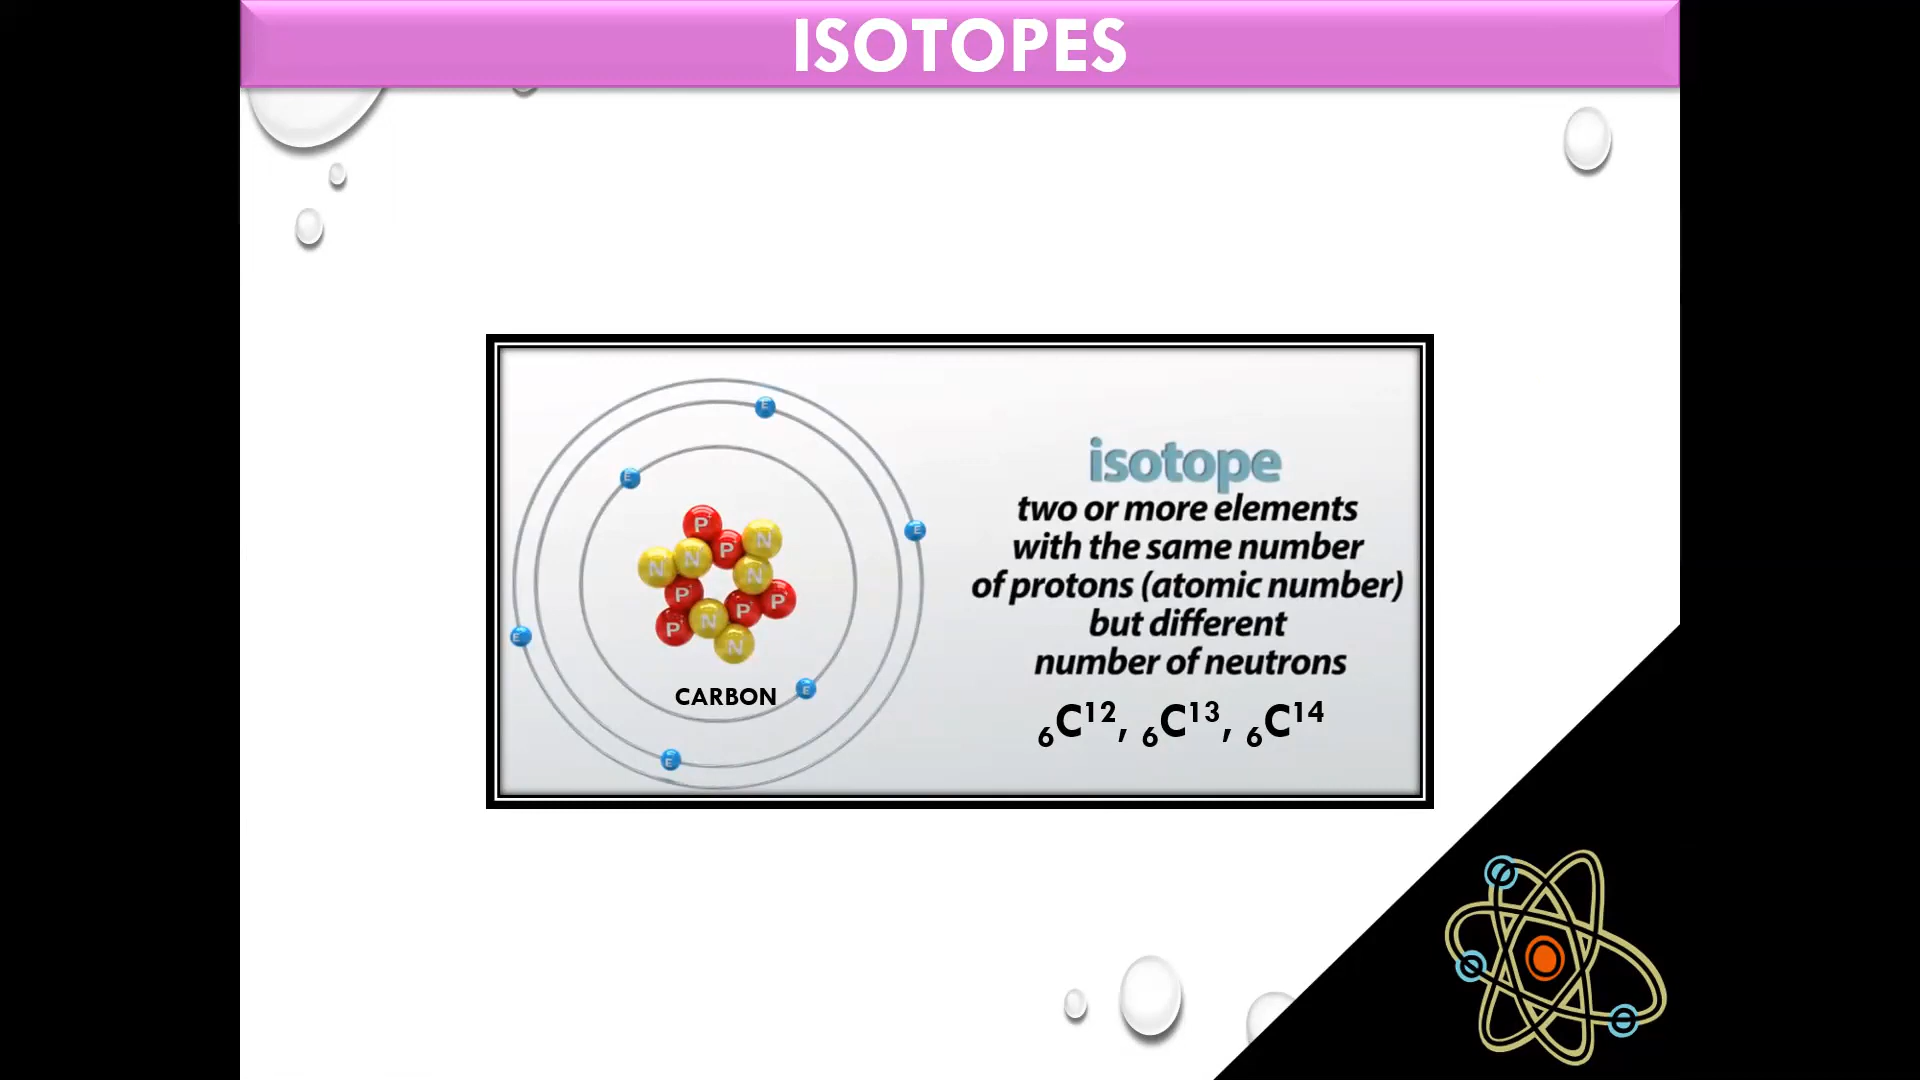 ISOTOPES
E
E
E
P⁺
P
N
N
N
N
P
P
P
P
N
N
E
CARBON
E
E
isotope
two or more elements
with the same number
of protons (atomic number)
but different
number of neutrons
₆C¹², ₆C¹³, ₆C¹⁴